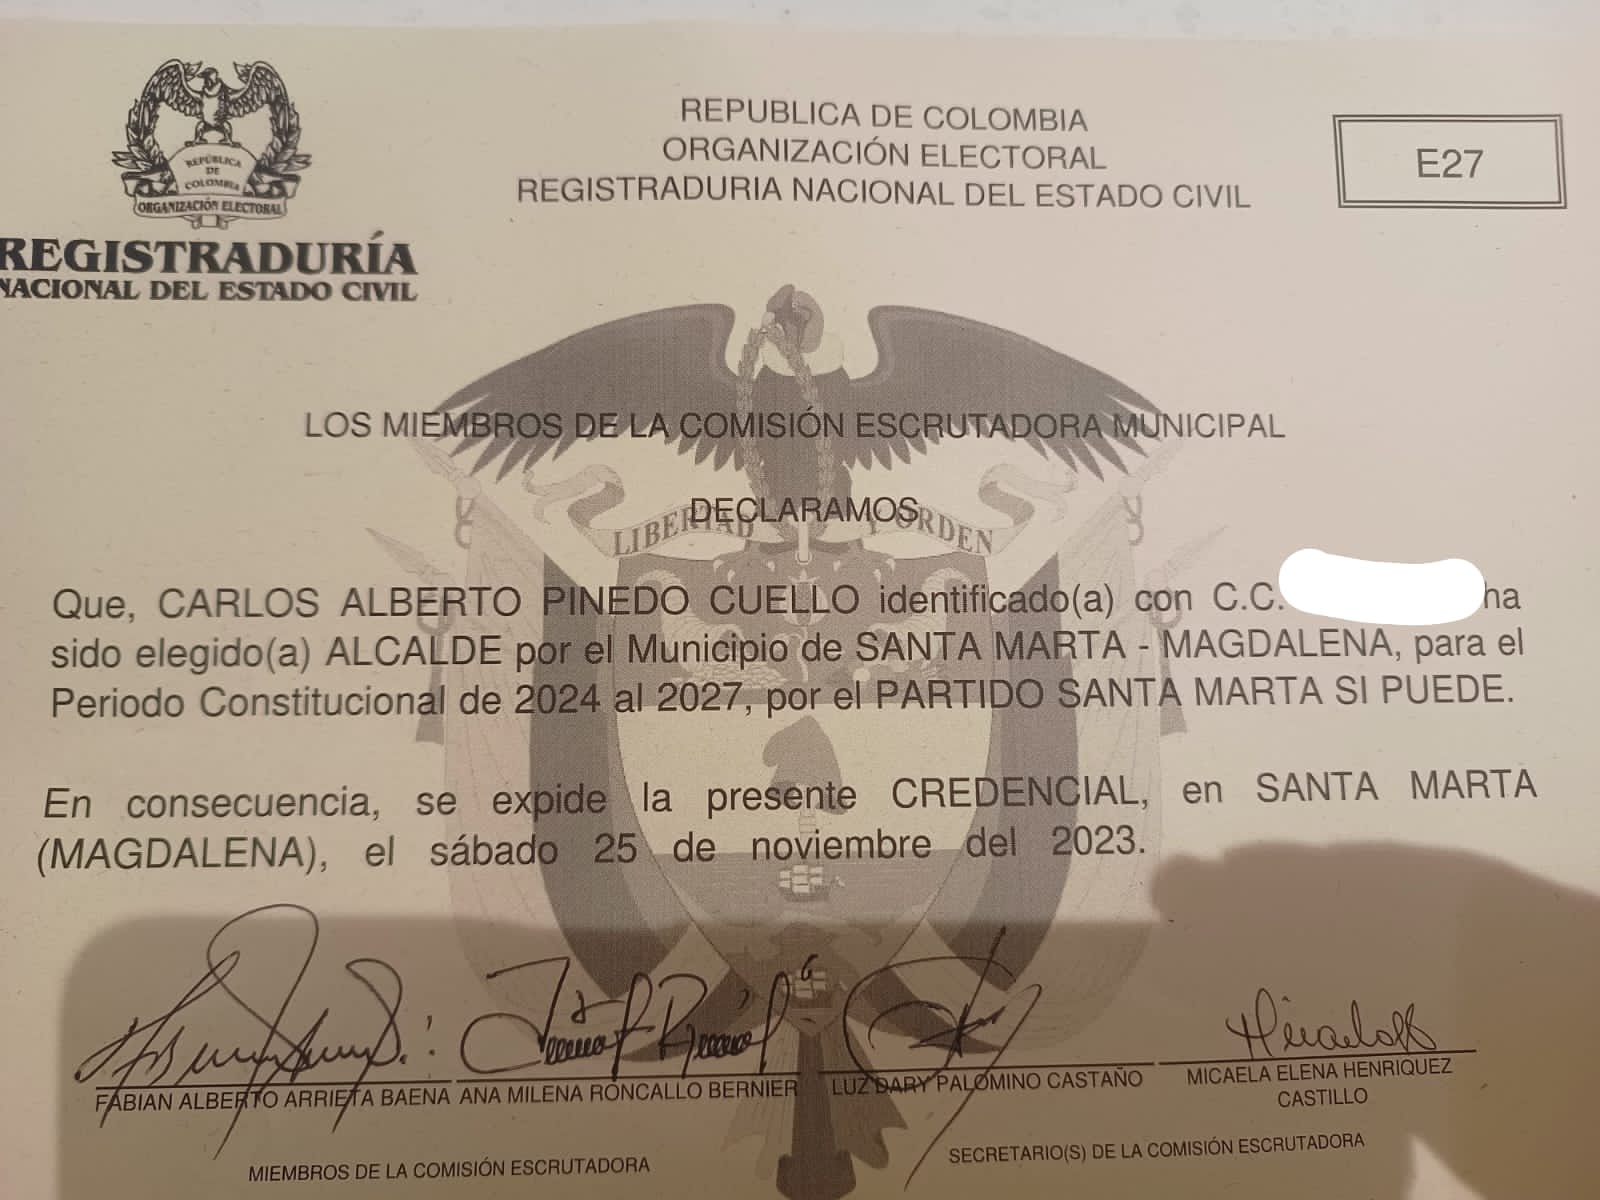 REPÚBLICA
DE
COLOMBIA
ORGANIZACIÓN ELECTORAL
REGISTRADURÍA
NACIONAL DEL ESTADO CIVIL
REPUBLICA DE COLOMBIA
ORGANIZACIÓN ELECTORAL
REGISTRADURIA NACIONAL DEL ESTADO CIVIL
E27
LOS MIEMBROS DE LA COMISIÓN ESCRUTADORA MUNICIPAL
DECLARAMOS
LIBERTAD Y ORDEN
Que, CARLOS ALBERTO PINEDO CUELLO identificado(a) con C.C. ha
sido elegido(a) ALCALDE por el Municipio de SANTA MARTA - MAGDALENA, para el
Periodo Constitucional de 2024 al 2027, por el PARTIDO SANTA MARTA SI PUEDE.
En consecuencia, se expide la presente CREDENCIAL, en SANTA MARTA
(MAGDALENA), el sábado 25 de noviembre del 2023.
FABIAN ALBERTO ARRIETA BAENA ANA MILENA RONCALLO BERNIER LUZ DARY PALOMINO CASTAÑO MICAELA ELENA HENRIQUEZ
CASTILLO
MIEMBROS DE LA COMISIÓN ESCRUTADORA
SECRETARIO(S) DE LA COMISIÓN ESCRUTADORA